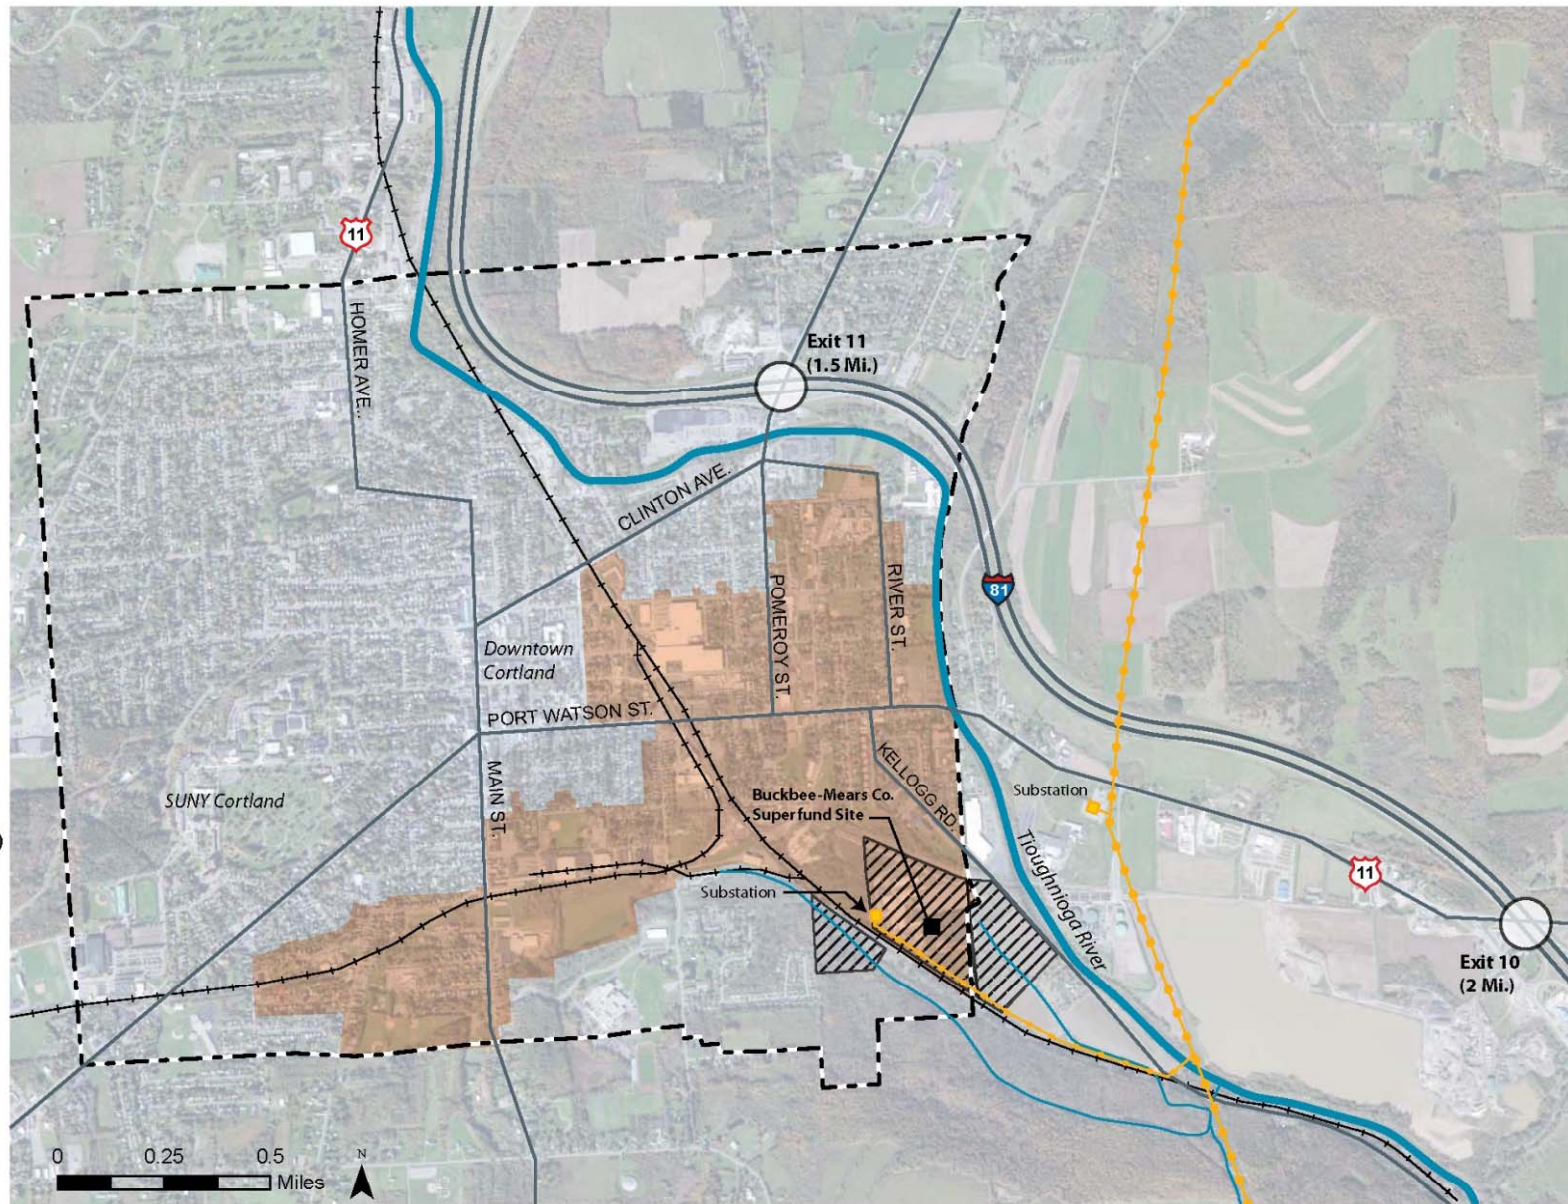 11
HOMER AVE.
Exit 11
(1.5 Mi.)
CLINTON AVE.
POMEROY ST.
RIVER ST.
81
Downtown
Cortland
PORT WATSON ST.
MAIN ST.
SUNY Cortland
KELLOGG RD.
Buckbee-Mears Co.
Superfund Site
Substation
Substation
Tioughnioga River
11
Exit 10
(2 Mi.)
0 0.25 0.5
Miles
N